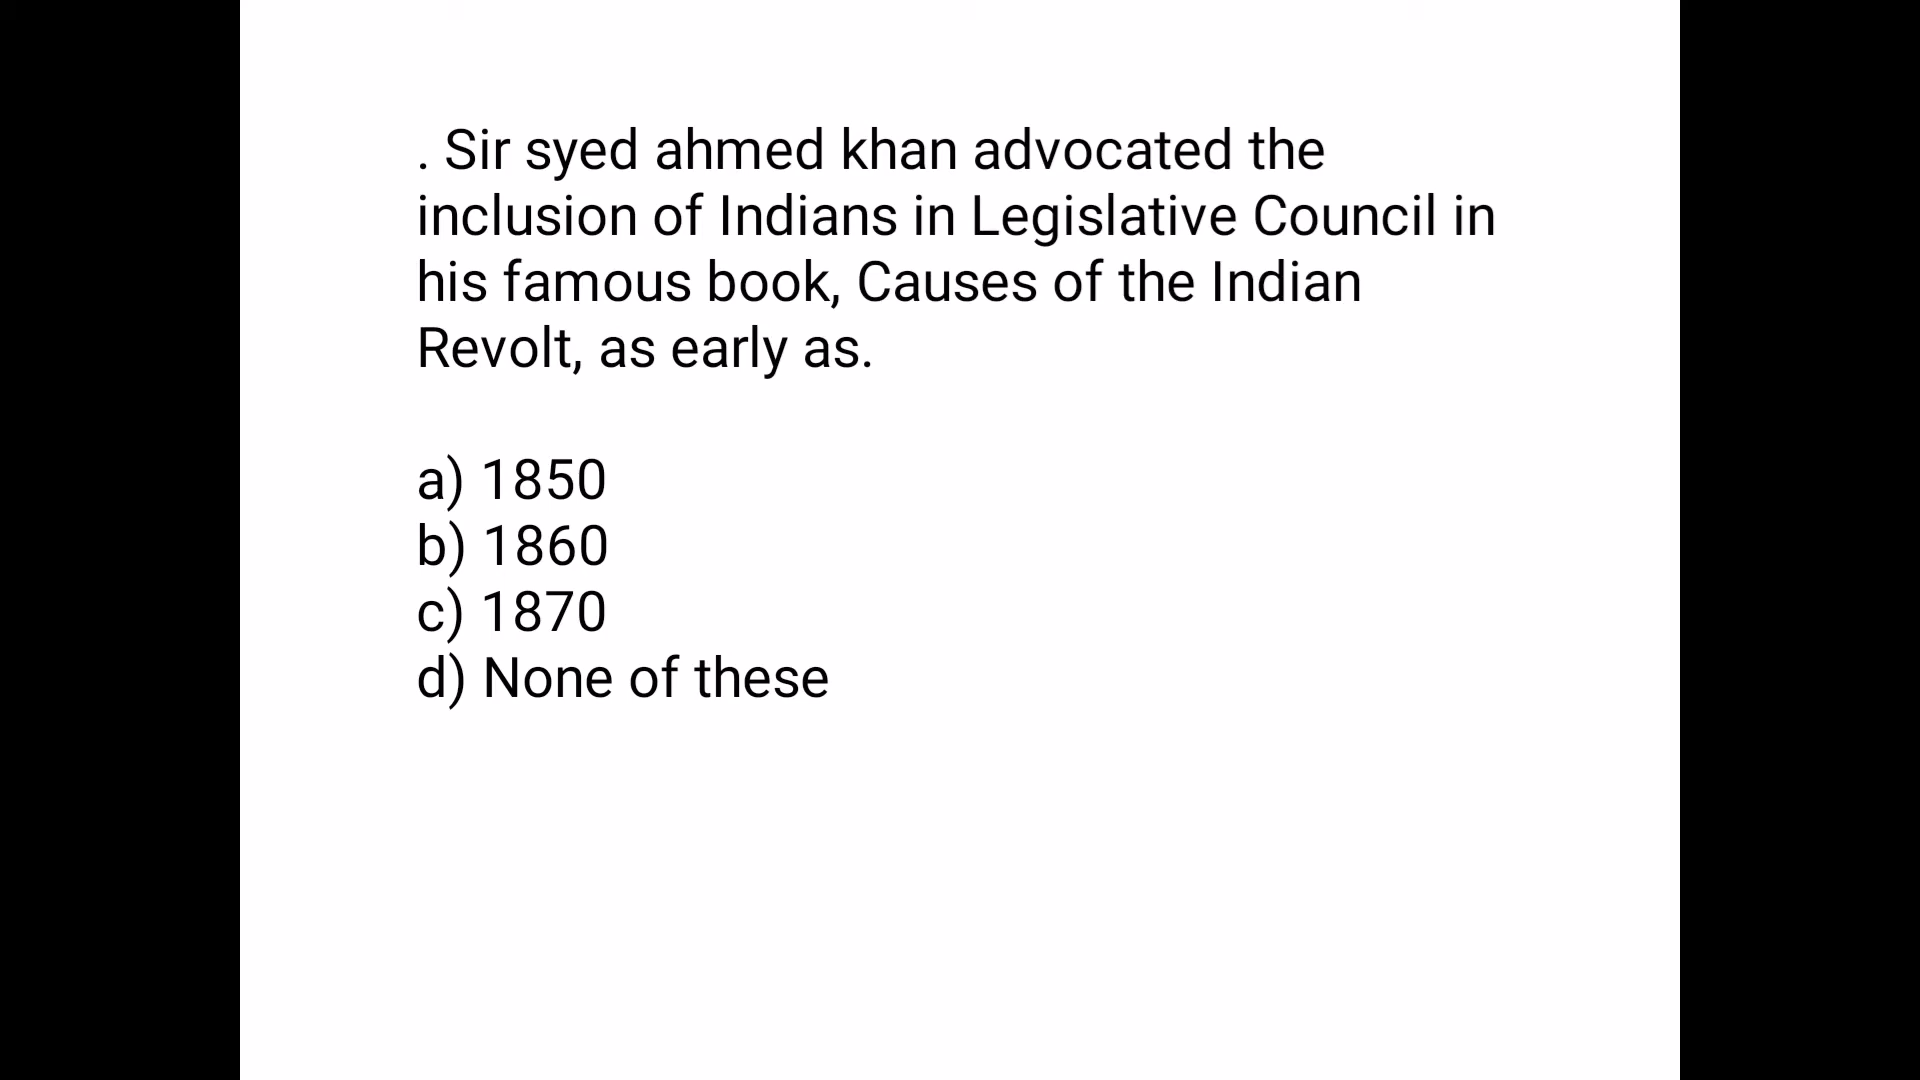 . Sir syed ahmed khan advocated the
inclusion of Indians in Legislative Council in
his famous book, Causes of the Indian
Revolt, as early as.
a) 1850
b) 1860
c) 1870
d) None of these